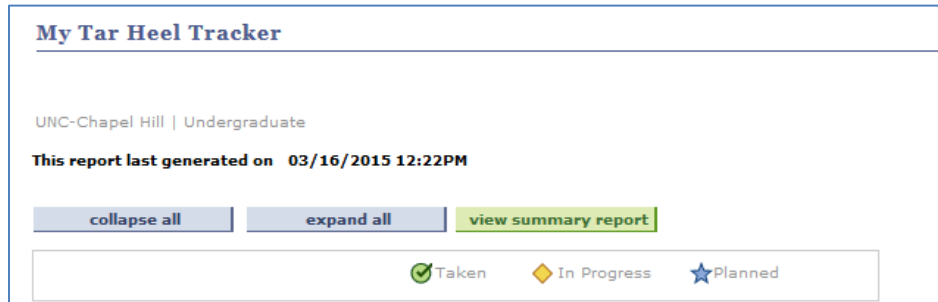 My Tar Heel Tracker
UNC-Chapel Hill | Undergraduate
This report last generated on 03/16/2015 12:22PM
collapse all expand all view summary report
Taken In Progress Planned